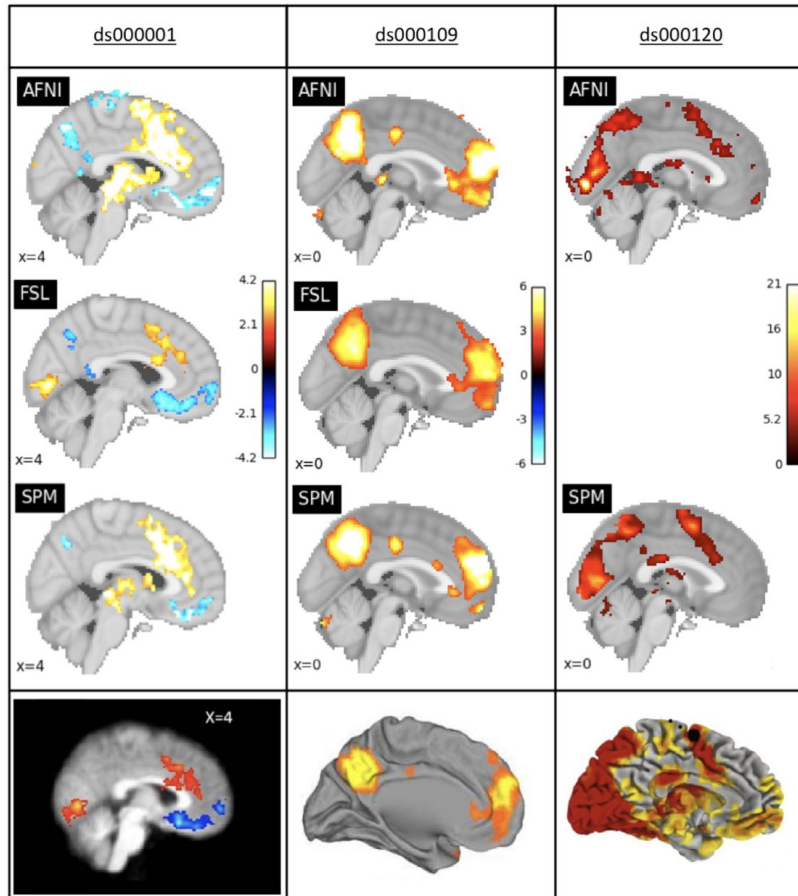 ds000001 ds000109 ds000120
AFNI AFNI AFNI
x=4 x=0 x=0
FSL FSL
4.2 6 21
2.1 3 16
0 0 10
-2.1 -3 5.2
-4.2 -6 0
x=4 x=0
SPM SPM SPM
x=4 x=0 x=0
X=4